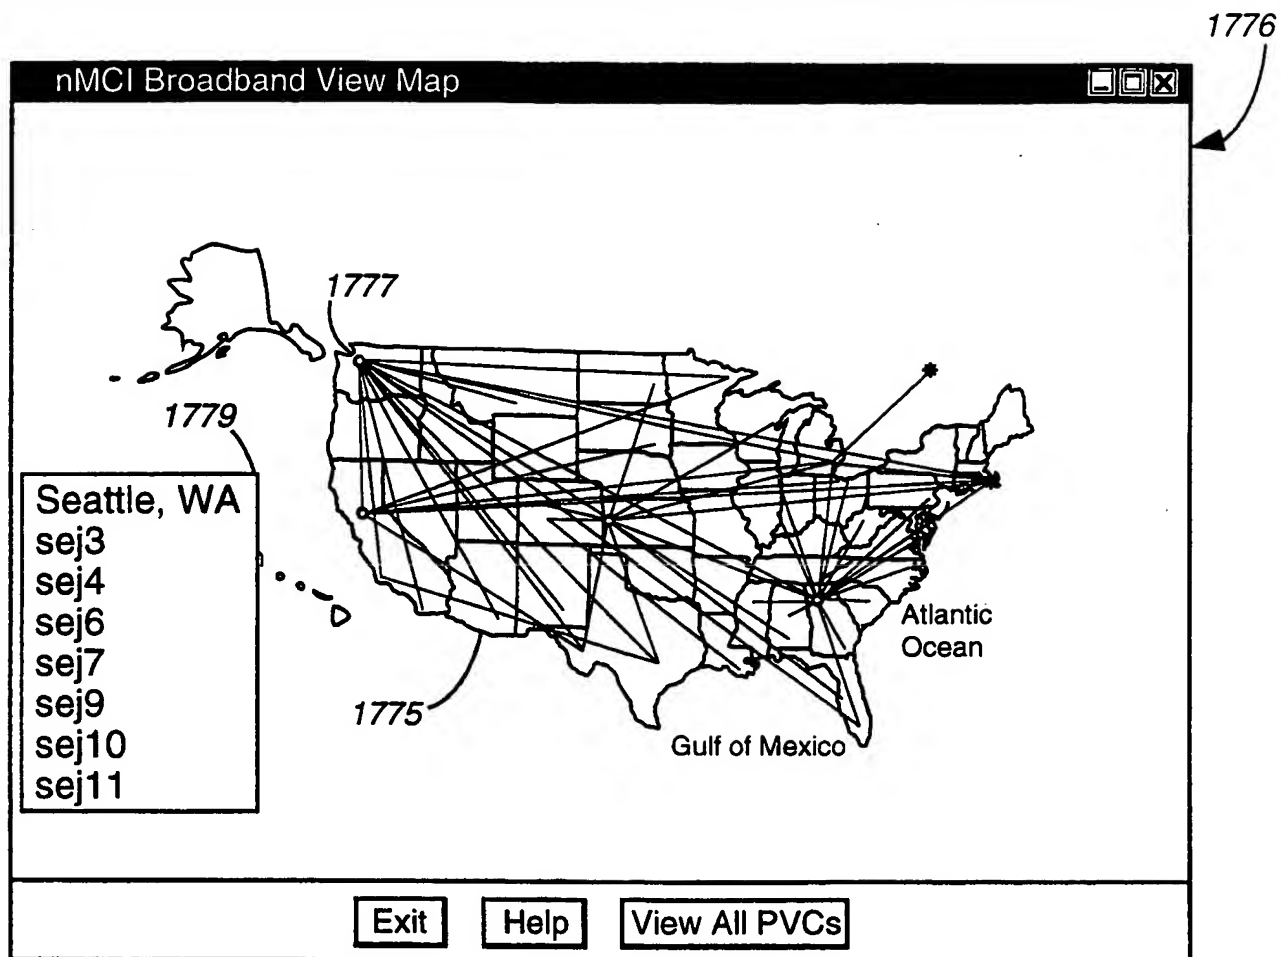 1776
nMCI Broadband View Map
1777
1779
Seattle, WA
sej3
sej4
sej6
sej7
sej9
sej10
sej11
Atlantic
Ocean
1775
Gulf of Mexico
Exit
Help
View All PVCs